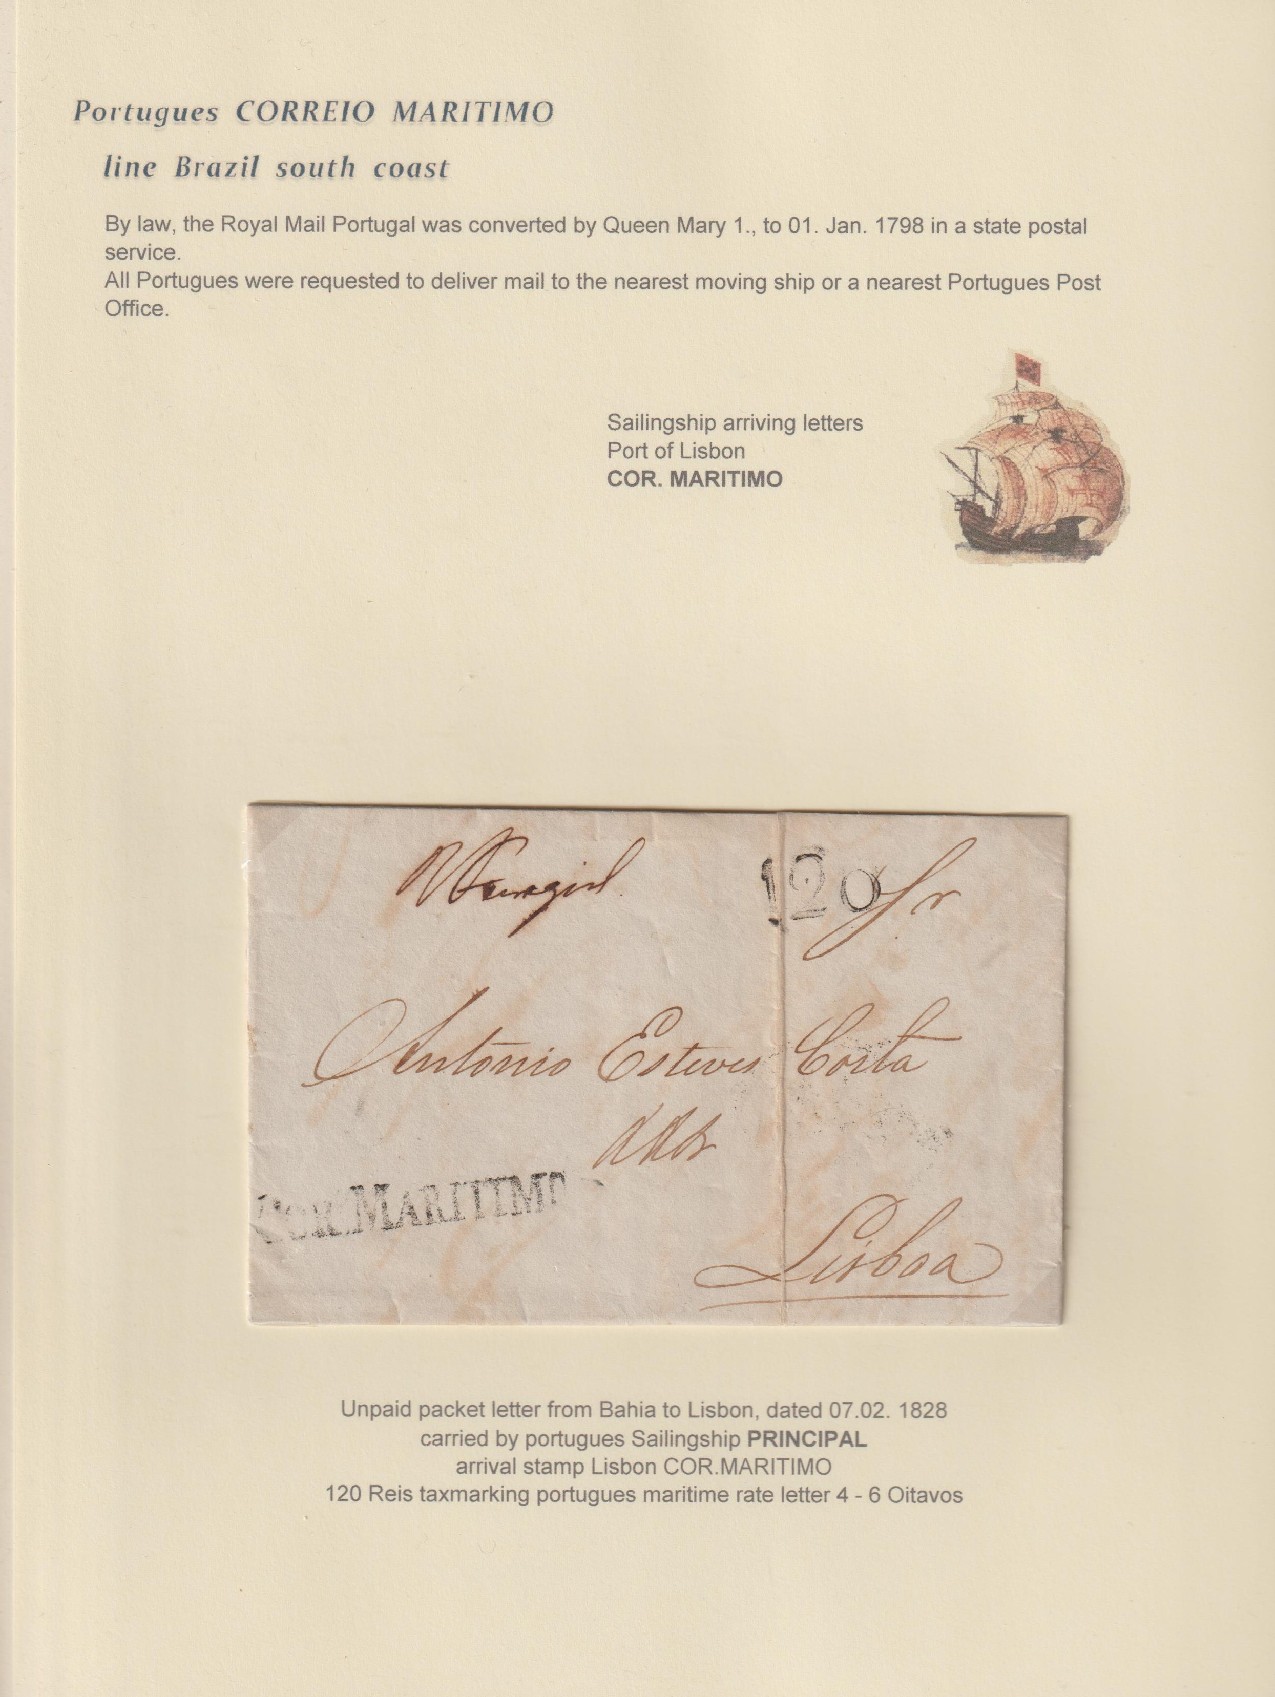 Portugues CORREIO MARITIMO
line Brazil south coast
By law, the Royal Mail Portugal was converted by Queen Mary 1., to 01. Jan. 1798 in a state postal
service.
All Portugues were requested to deliver mail to the nearest moving ship or a nearest Portugues Post
Office.
Sailingship arriving letters
Port of Lisbon
COR. MARITIMO
120 Sr
Antonio Esteves Costa
COR. MARITIMO
Lisboa
Unpaid packet letter from Bahia to Lisbon, dated 07.02. 1828
carried by portugues Sailingship PRINCIPAL
arrival stamp Lisbon COR.MARITIMO
120 Reis taxmarking portugues maritime rate letter 4 - 6 Oitavos